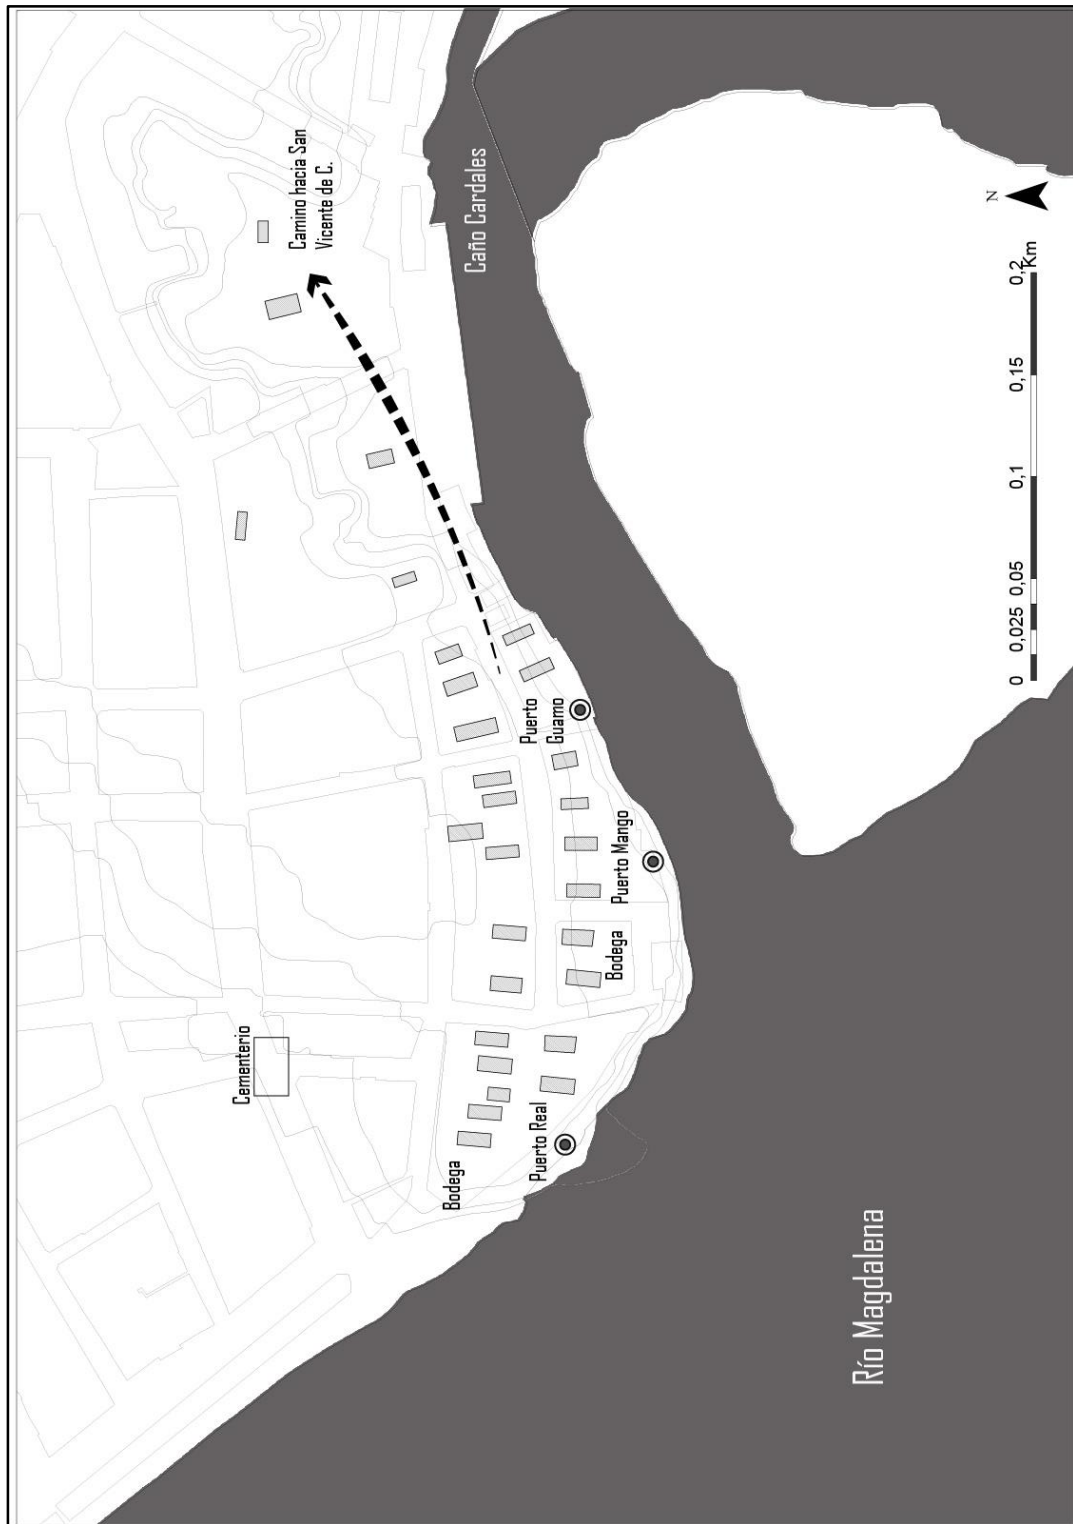 Cementerio
Camino hacia San
Vicente de C.
Bodega
Caño Cardales
Puerto
Guamo
Puerto Real
Bodega
Puerto Mango
Río Magdalena
N
0 0,025 0,05 0,1 0,15 0,2
Km